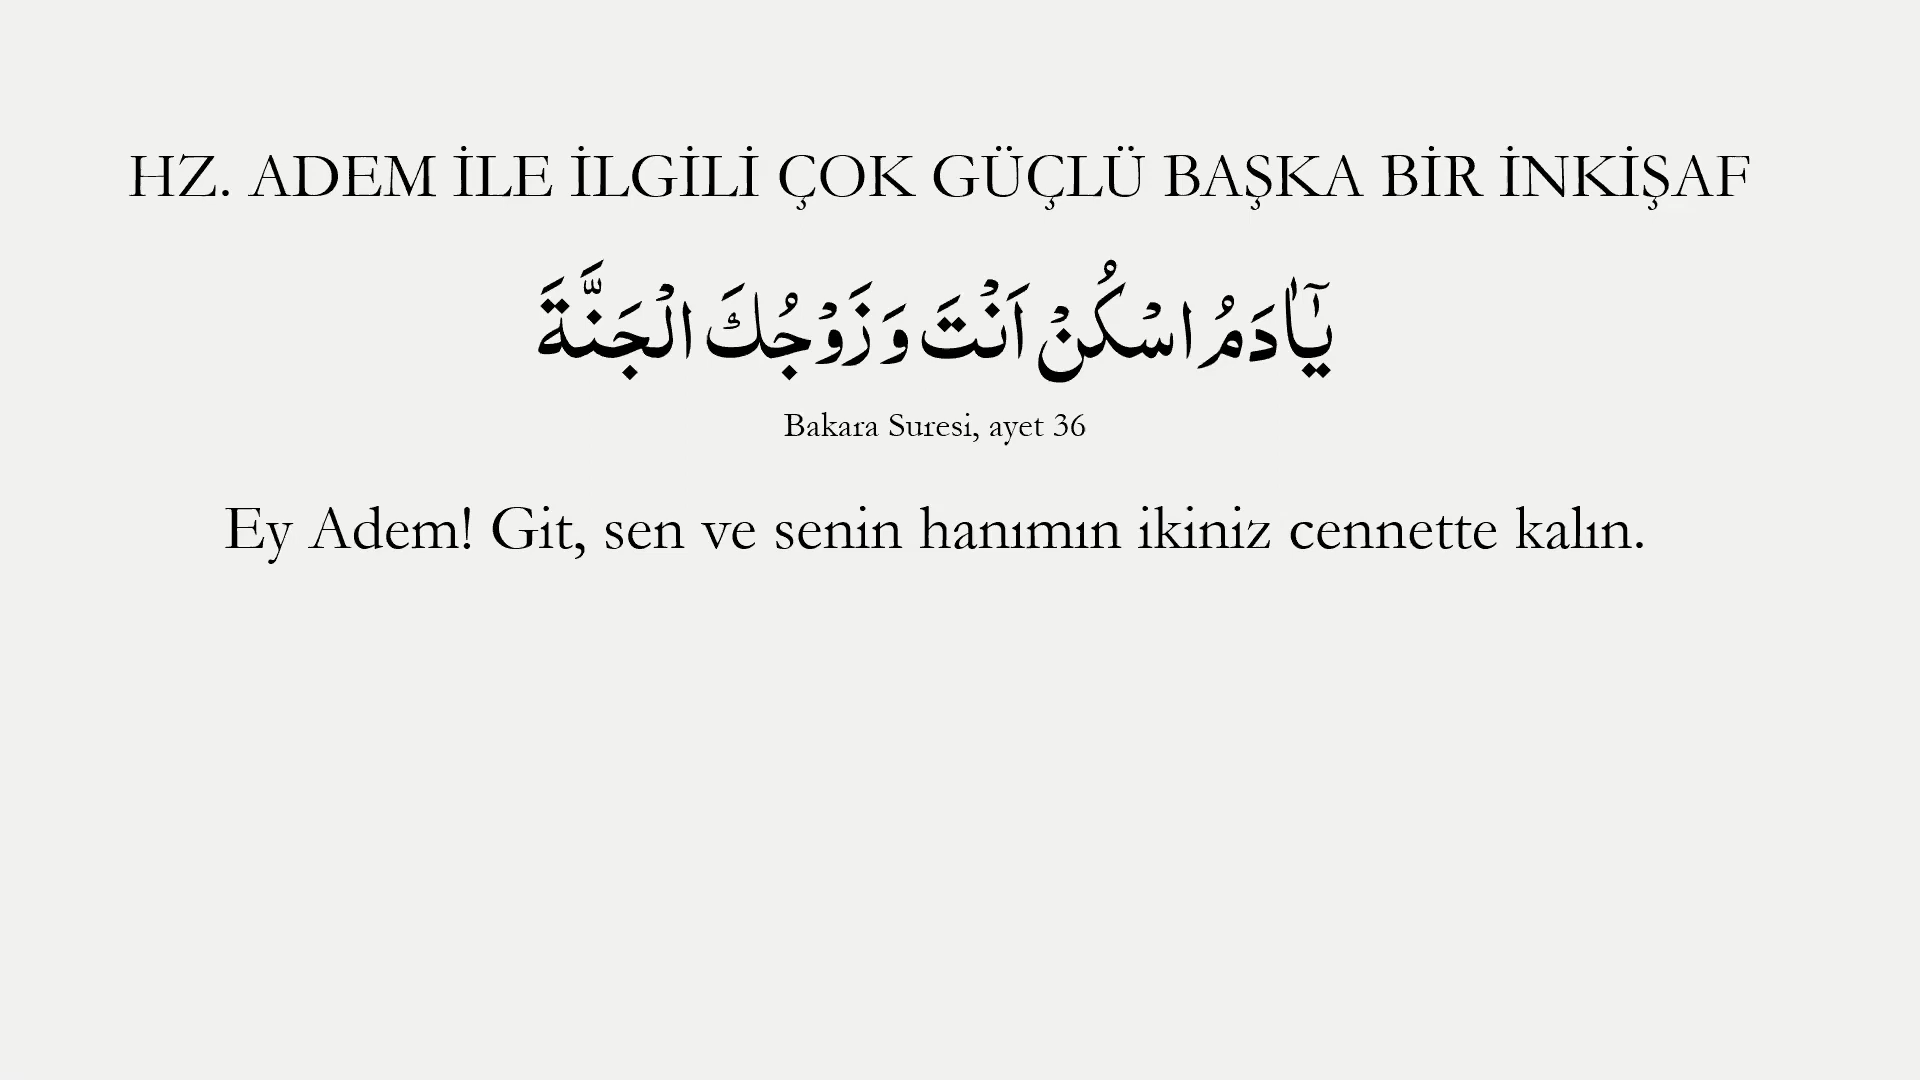 HZ. ADEM İLE İLGİLİ ÇOK GÜÇLÜ BAŞKA BİR İNKİŞAF
يَٓا اٰدَمُ اسْكُنْ اَنْتَ وَزَوْجُكَ الْجَنَّةَ
Bakara Suresi, ayet 36
Ey Adem! Git, sen ve senin hanımın ikiniz cennette kalın.